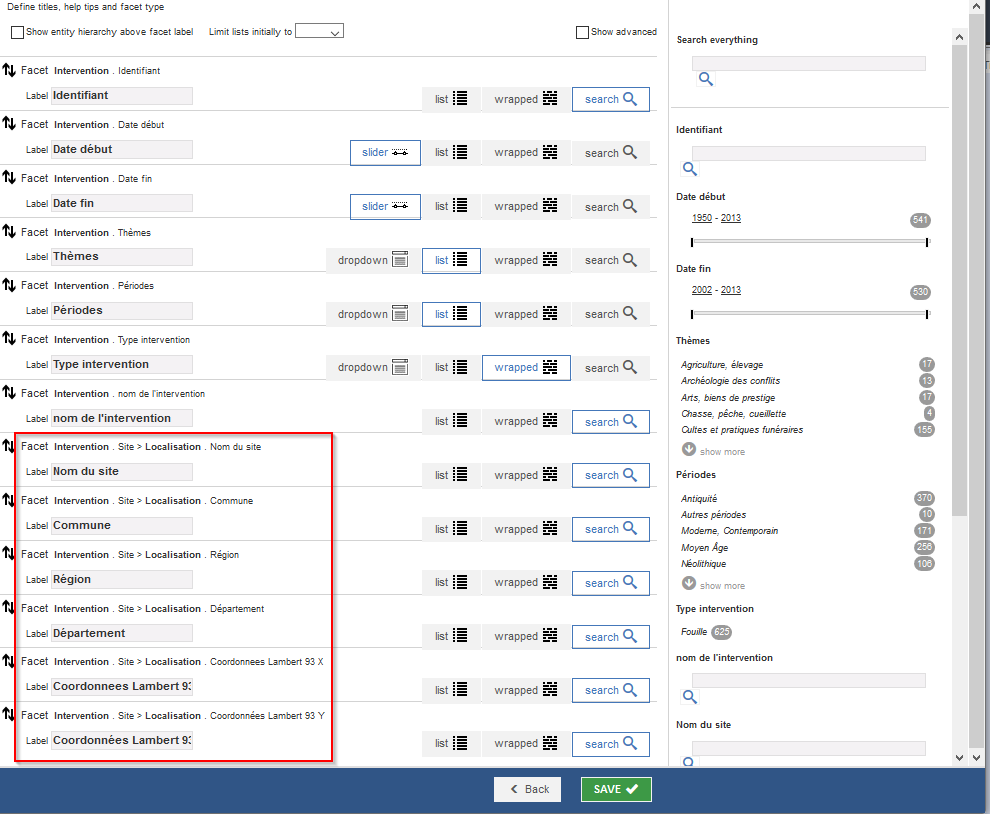 Define titles, help tips and facet type
Show entity hierarchy above facet label Limit lists initially to Show advanced
Facet Intervention . Identifiant
Label Identifiant list wrapped search
Facet Intervention . Date début
Label Date début slider list wrapped search
Facet Intervention . Date fin
Label Date fin slider list wrapped search
Facet Intervention . Thèmes
Label Thèmes dropdown list wrapped search
Facet Intervention . Périodes
Label Périodes dropdown list wrapped search
Facet Intervention . Type intervention
Label Type intervention dropdown list wrapped search
Facet Intervention . nom de l'intervention
Label nom de l'intervention list wrapped search
Facet Intervention . Site > Localisation . Nom du site
Label Nom du site list wrapped search
Facet Intervention . Site > Localisation . Commune
Label Commune list wrapped search
Facet Intervention . Site > Localisation . Région
Label Règion list wrapped search
Facet Intervention . Site > Localisation . Département
Label Département list wrapped search
Facet Intervention . Site > Localisation . Coordonnees Lambert 93 X
Label Coordonnees Lambert 93 list wrapped search
Facet Intervention . Site > Localisation . Coordonnées Lambert 93 Y
Label Coordonnées Lambert 93 list wrapped search
Back SAVE
Search everything
Identifiant
Date début
1950 - 2013 541
Date fin
2002 - 2013 530
Thèmes
Agriculture, élevage 17
Archéologie des conflits 13
Arts, biens de prestige 17
Chasse, pêche, cueillette 4
Cultes et pratiques funéraires 155
show more
Périodes
Antiquité 370
Autres périodes 10
Moderne, Contemporain 171
Moyen Âge 256
Néolithique 106
show more
Type intervention
Fouille 625
nom de l'intervention
Nom du site